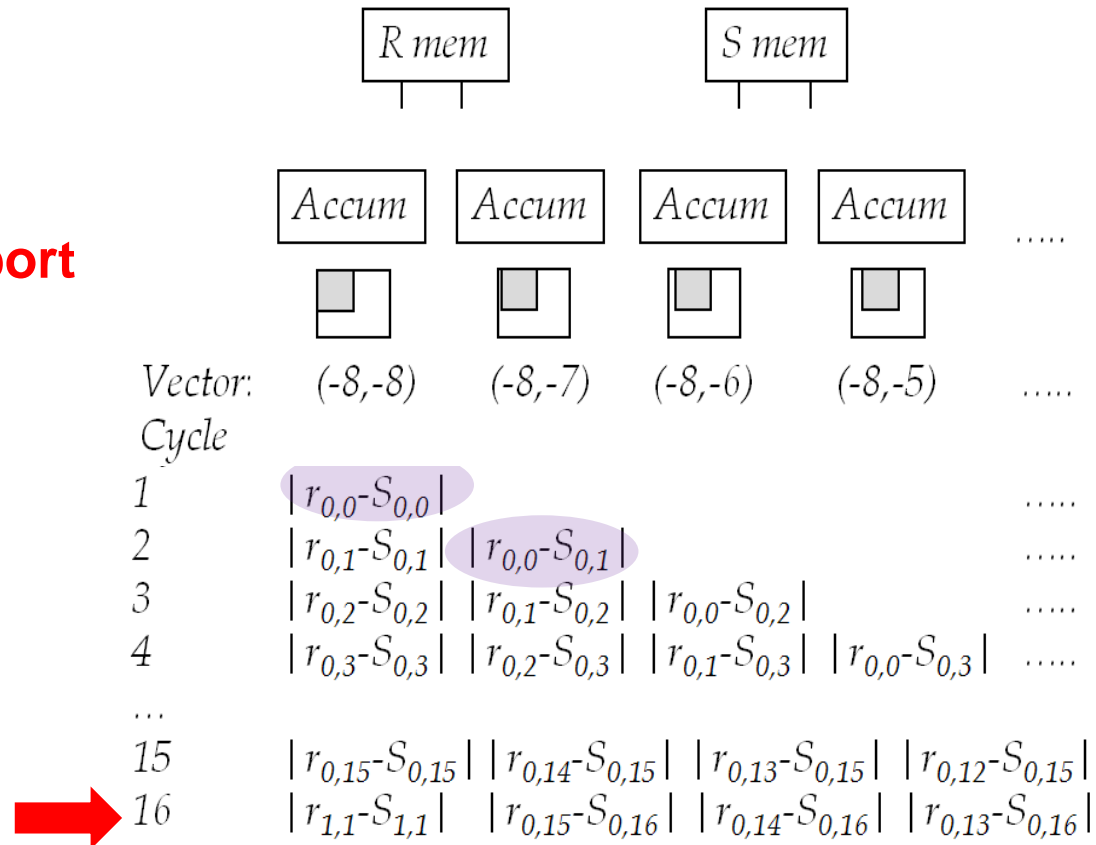 R mem S mem
Accum Accum Accum Accum .....
port
Vector: (-8,-8) (-8,-7) (-8,-6) (-8,-5) .....
Cycle
1 |r0,0-S0,0| .....
2 |r0,1-S0,1| |r0,0-S0,1| .....
3 |r0,2-S0,2| |r0,1-S0,2| |r0,0-S0,2| .....
4 |r0,3-S0,3| |r0,2-S0,3| |r0,1-S0,3| |r0,0-S0,3| .....
...
15 |r0,15-S0,15| |r0,14-S0,15| |r0,13-S0,15| |r0,12-S0,15|
16 |r1,1-S1,1| |r0,15-S0,16| |r0,14-S0,16| |r0,13-S0,16|